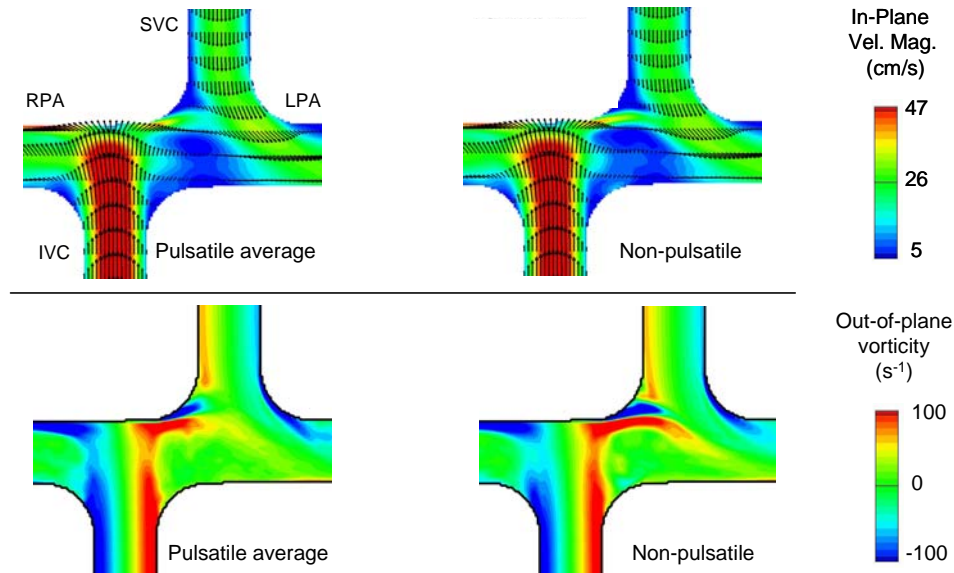 SVC
RPA
LPA
IVC
Pulsatile average
Non-pulsatile
In-Plane
Vel. Mag.
(cm/s)
47
26
5
Pulsatile average
Non-pulsatile
Out-of-plane
vorticity
(s-1)
100
0
-100